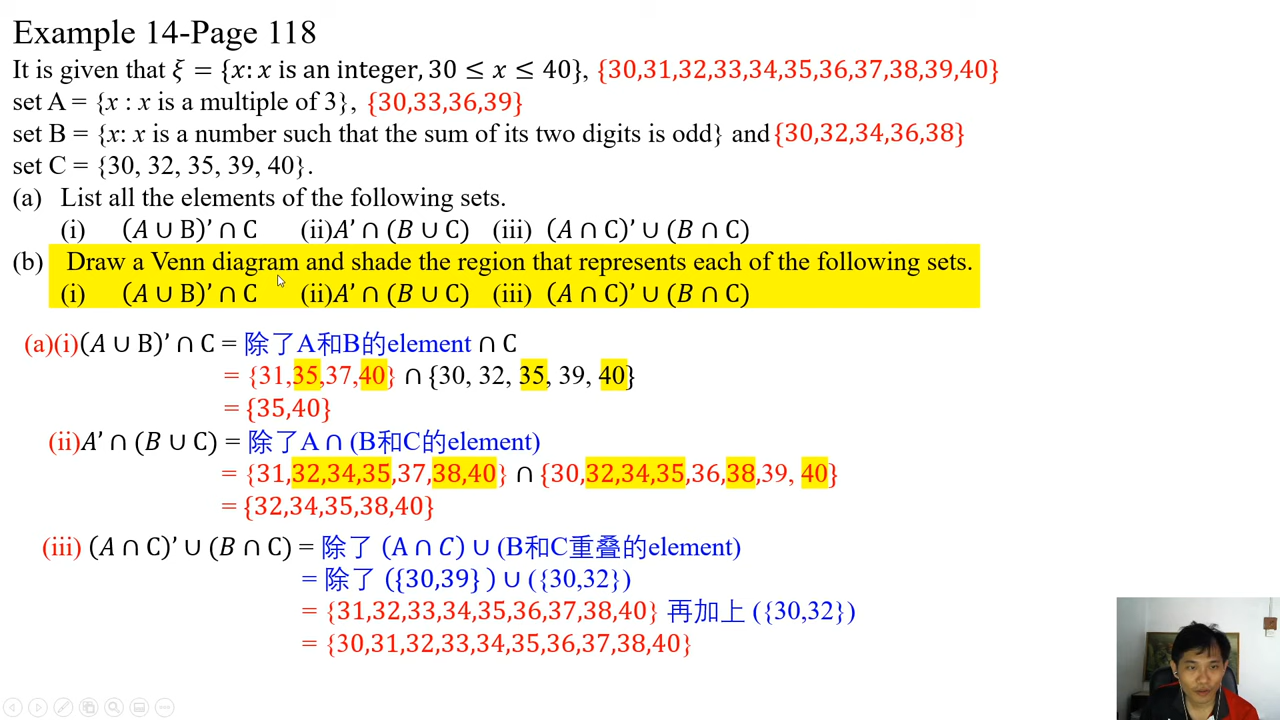 Example 14-Page 118
It is given that ξ = {x: x is an integer, 30 ≤ x ≤ 40}, {30,31,32,33,34,35,36,37,38,39,40}
set A = {x : x is a multiple of 3}, {30,33,36,39}
set B = {x: x is a number such that the sum of its two digits is odd} and {30,32,34,36,38}
set C = {30, 32, 35, 39, 40}.
(a) List all the elements of the following sets.
(i) (A ∪ B)’ ∩ C (ii)A’ ∩ (B ∪ C) (iii) (A ∩ C)’ ∪ (B ∩ C)
(b) Draw a Venn diagram and shade the region that represents each of the following sets.
(i) (A ∪ B)’ ∩ C (ii)A’ ∩ (B ∪ C) (iii) (A ∩ C)’ ∪ (B ∩ C)
(a)(i)(A ∪ B)’ ∩ C = 除了A和B的element ∩ C
= {31,35,37,40} ∩ {30, 32, 35, 39, 40}
= {35,40}
(ii)A’ ∩ (B ∪ C) = 除了A ∩ (B和C的element)
= {31,32,34,35,37,38,40} ∩ {30,32,34,35,36,38,39, 40}
= {32,34,35,38,40}
(iii) (A ∩ C)’ ∪ (B ∩ C) = 除了 (A ∩ C) ∪ (B和C重叠的element)
= 除了 ({30,39} ) ∪ ({30,32})
= {31,32,33,34,35,36,37,38,40} 再加上 ({30,32})
= {30,31,32,33,34,35,36,37,38,40}